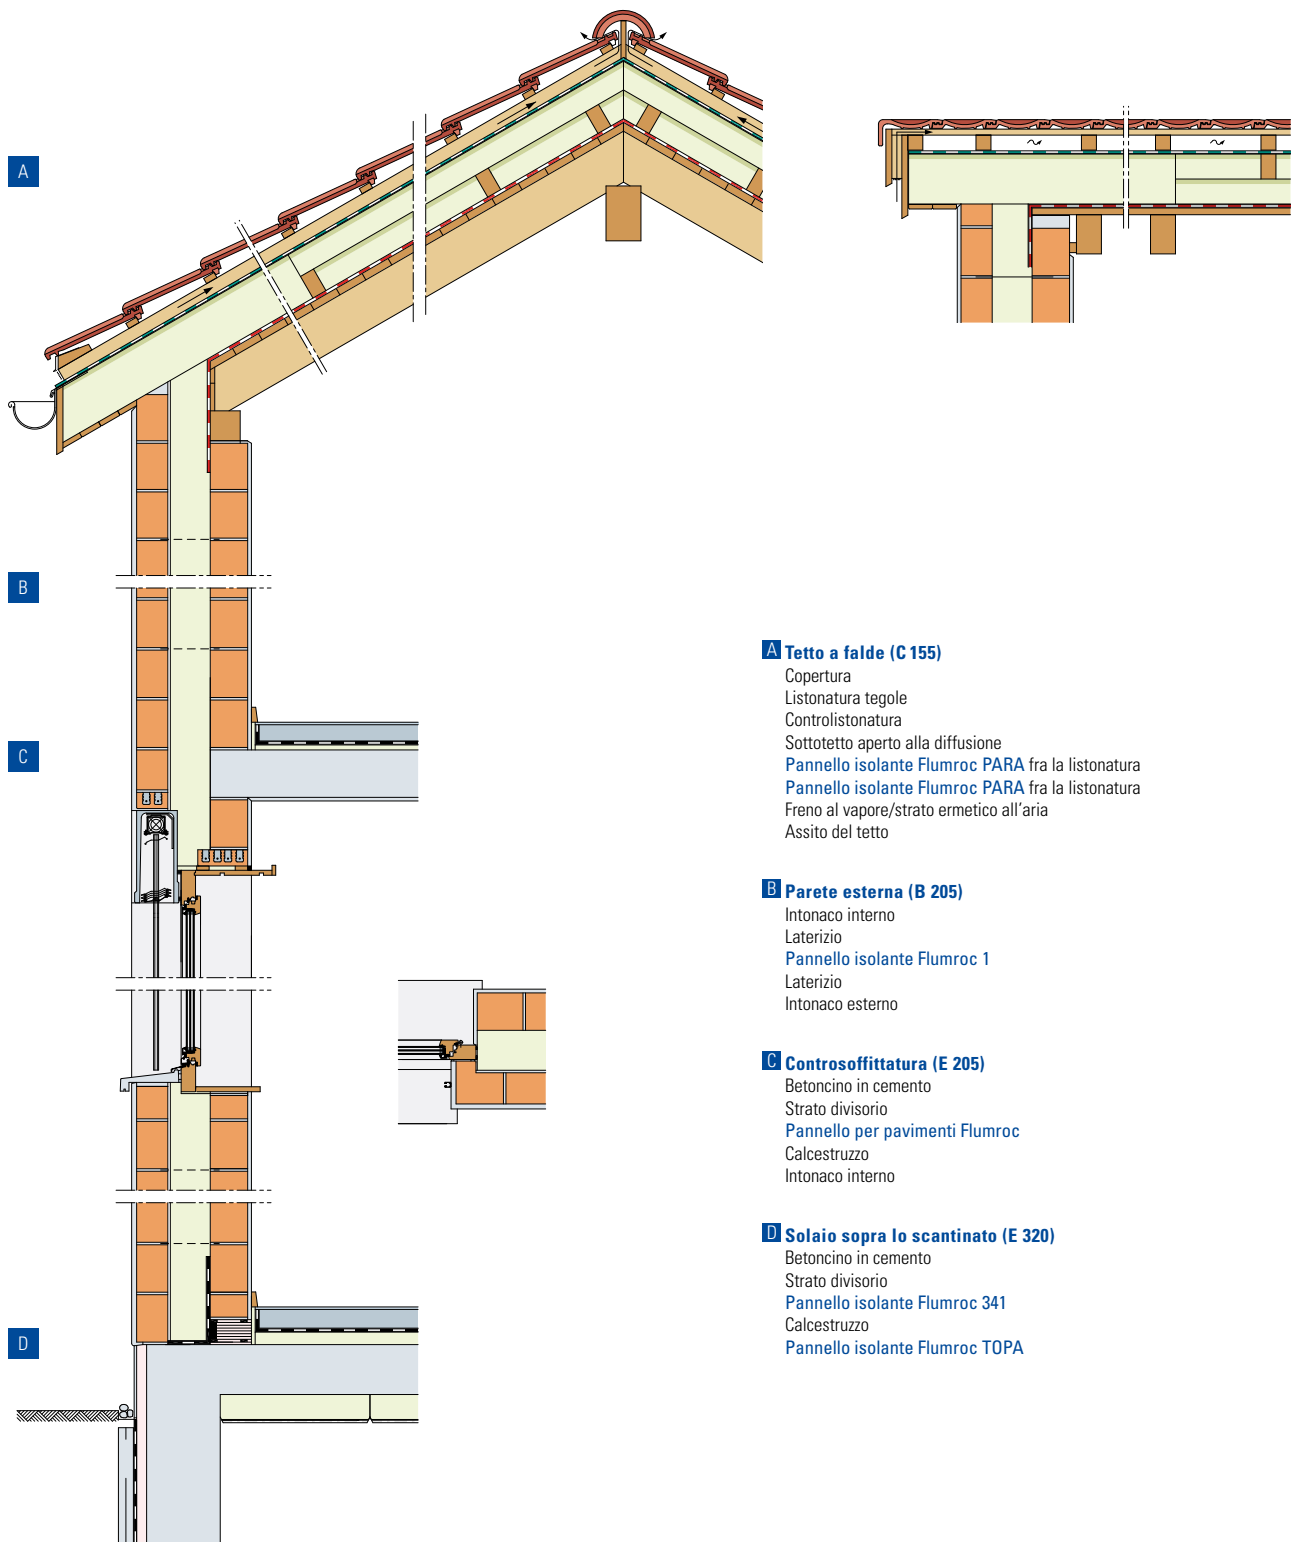 A
B
C
D
A Tetto a falde (C 155)
Copertura
Listonatura tegole
Controlistonatura
Sottotetto aperto alla diffusione
Pannello isolante Flumroc PARA fra la listonatura
Pannello isolante Flumroc PARA fra la listonatura
Freno al vapore/strato ermetico all’aria
Assito del tetto
B Parete esterna (B 205)
Intonaco interno
Laterizio
Pannello isolante Flumroc 1
Laterizio
Intonaco esterno
C Controsoffittatura (E 205)
Betoncino in cemento
Strato divisorio
Pannello per pavimenti Flumroc
Calcestruzzo
Intonaco interno
D Solaio sopra lo scantinato (E 320)
Betoncino in cemento
Strato divisorio
Pannello isolante Flumroc 341
Calcestruzzo
Pannello isolante Flumroc TOPA